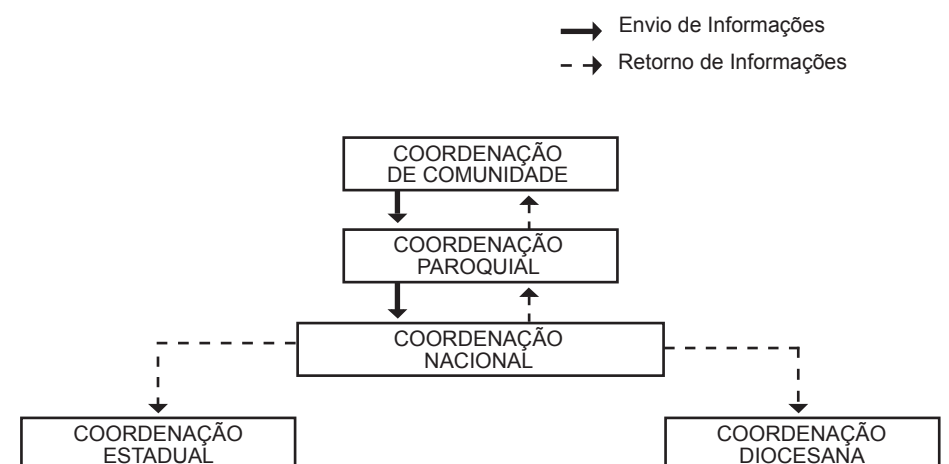 Envio de Informações
Retorno de Informações
COORDENAÇÃO
DE COMUNIDADE
COORDENAÇÃO
PAROQUIAL
COORDENAÇÃO
NACIONAL
COORDENAÇÃO
ESTADUAL
COORDENAÇÃO
DIOCESANA